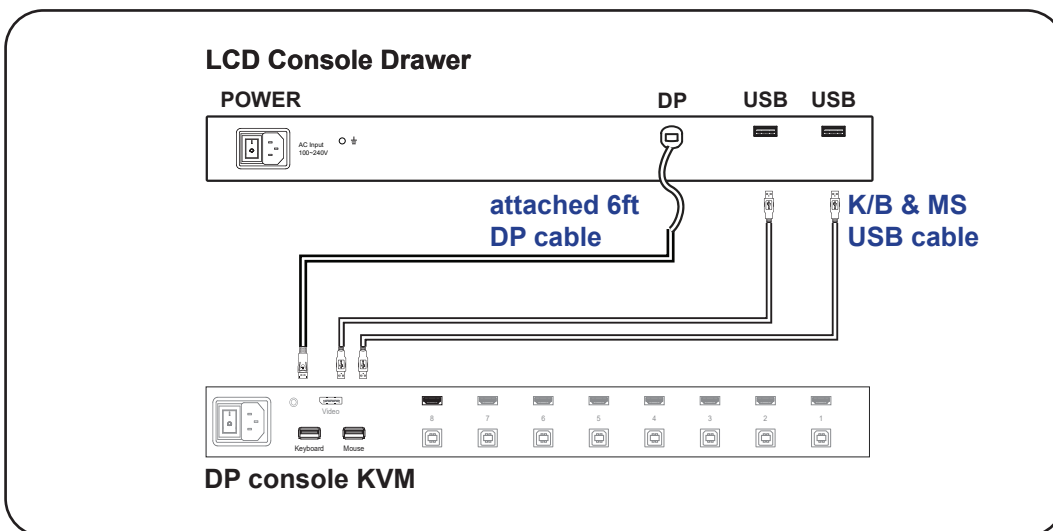 LCD Console Drawer
POWER
DP
USB
USB
AC Input
100~240V
attached 6ft
DP cable
K/B & MS
USB cable
Video
8
7
6
5
4
3
2
1
Keyboard
Mouse
DP console KVM